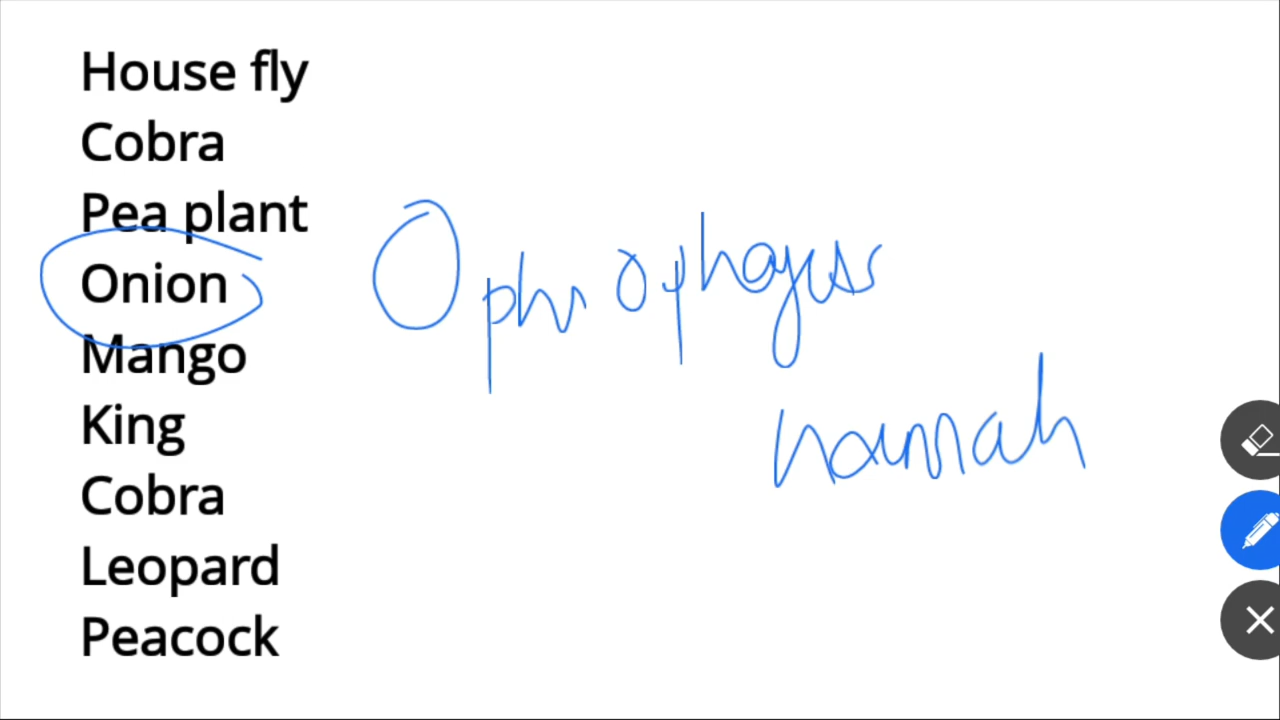 House fly
Cobra
Pea plant
Onion
Mango
King
Cobra
Leopard
Peacock
Ophiophagus
hannah